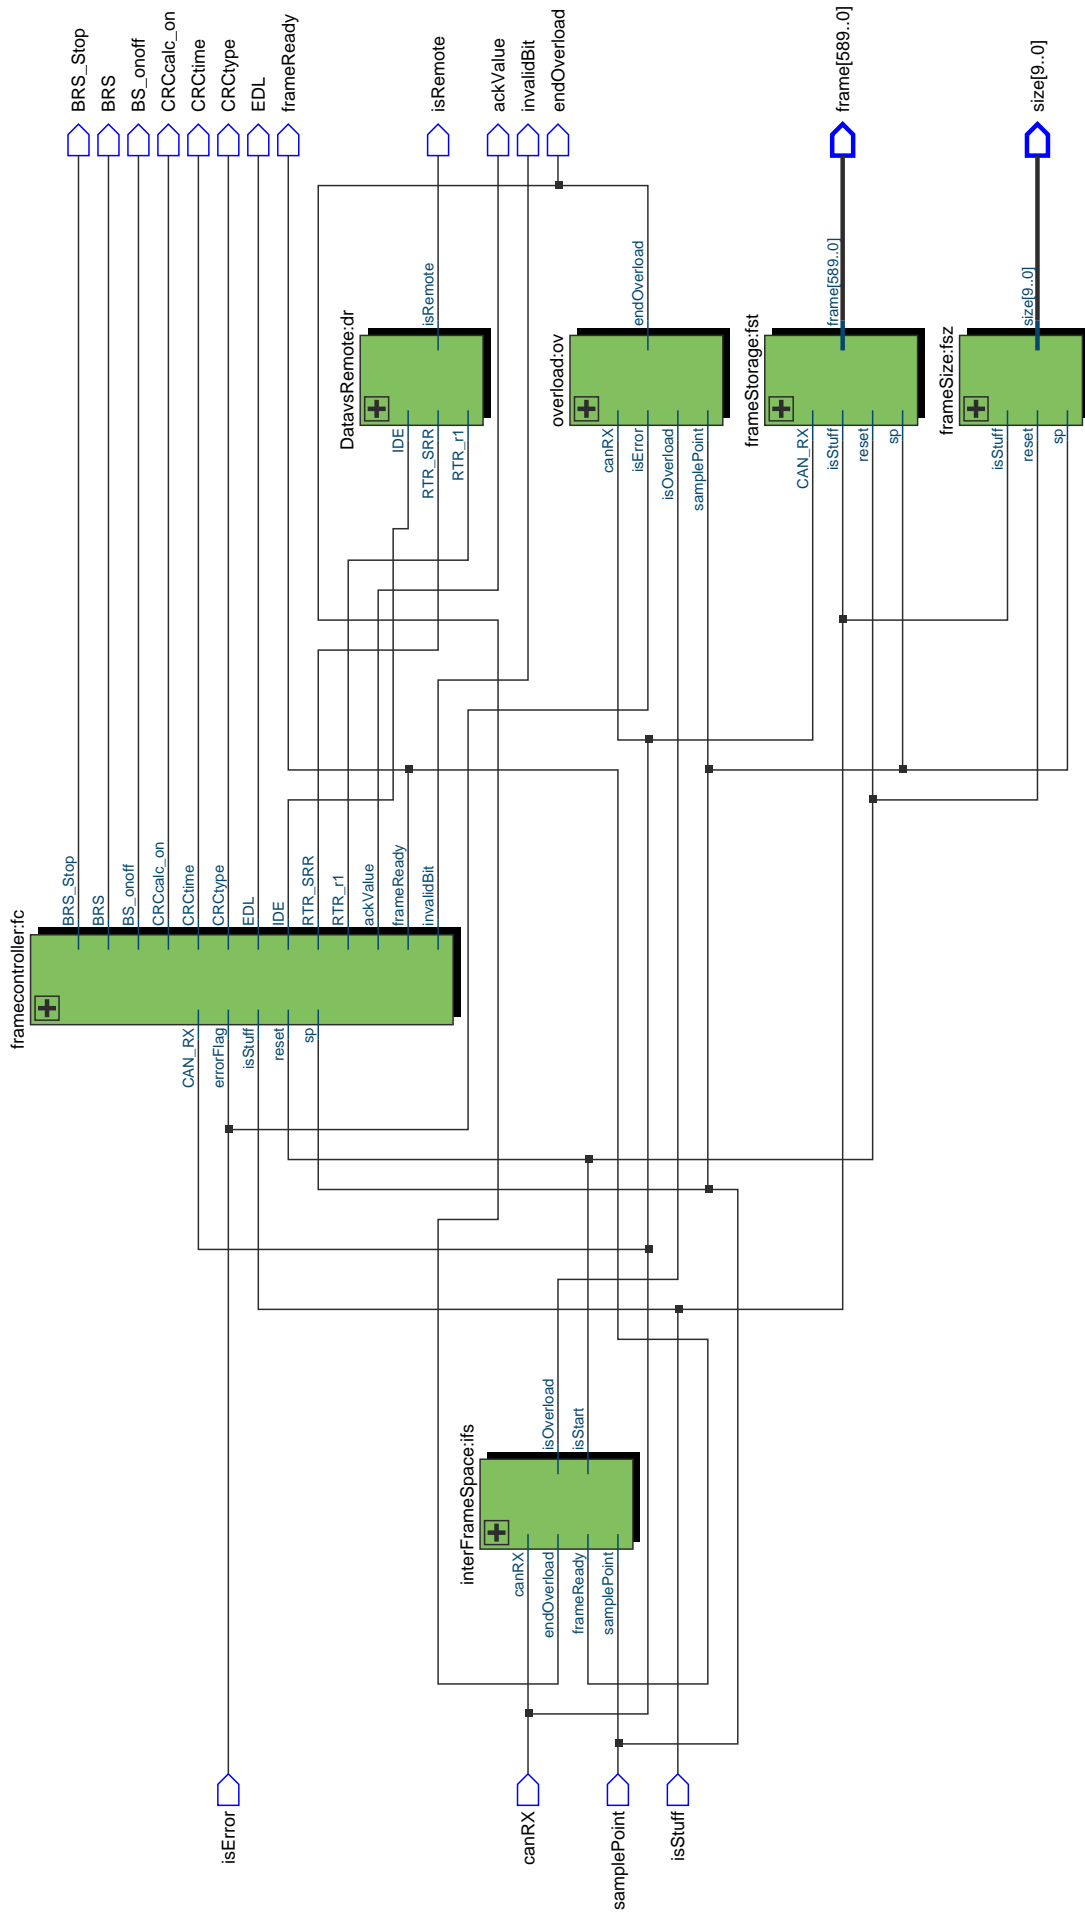 isError
canRX
samplePoint
isStuff
interFrameSpace:ifs
canRX
endOverload
frameReady
samplePoint
isOverload
isStart
framecontroller:fc
CAN_RX
errorFlag
isStuff
reset
sp
BRS_Stop
BRS
BS_onoff
CRCcalc_on
CRCtime
CRCtype
EDL
IDE
RTR_SRR
RTR_r1
ackValue
frameReady
invalidBit
DatavsRemote:dr
IDE
RTR_SRR
RTR_r1
isRemote
overload:ov
canRX
isError
isOverload
samplePoint
endOverload
frameStorage:fst
CAN_RX
isStuff
reset
sp
frame[589..0]
frameSize:fsz
isStuff
reset
sp
size[9..0]
BRS_Stop
BRS
BS_onoff
CRCcalc_on
CRCtime
CRCtype
EDL
frameReady
isRemote
ackValue
invalidBit
endOverload
frame[589..0]
size[9..0]